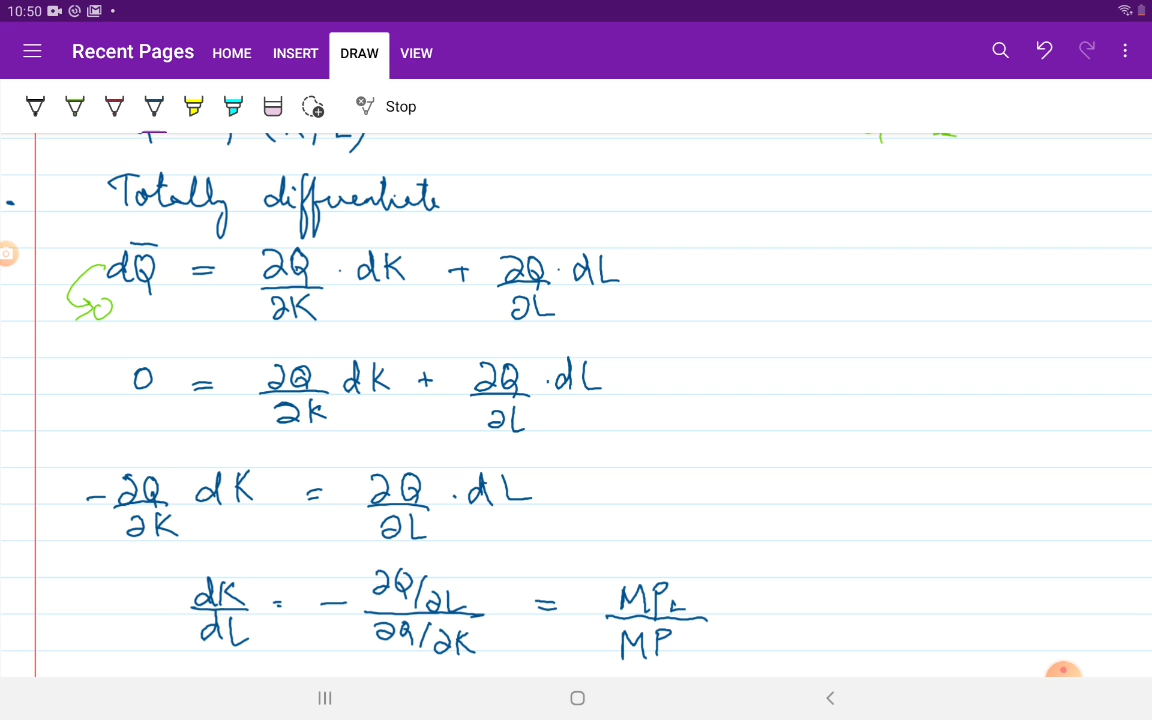 10:50
Recent Pages HOME INSERT DRAW VIEW
Stop
Totally differentiate
dQ̅ = ∂Q/∂K · dK + ∂Q/∂L · dL
0
0 = ∂Q/∂K dK + ∂Q/∂L · dL
- ∂Q/∂K dK = ∂Q/∂L · dL
dK/dL = - (∂Q/∂L)/(∂Q/∂K) = MP_L/MP